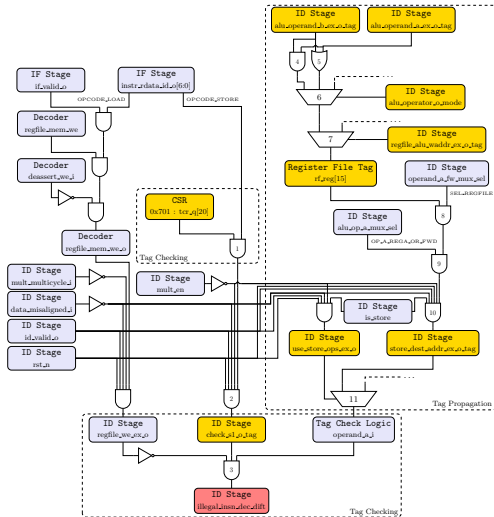 ID Stage
alu_operand_b_ex_o_tag
ID Stage
alu_operand_a_ex_o_tag
4
5
6
ID Stage
alu_operator_o_mode
7
ID Stage
regfile_alu_waddr_ex_o_tag
IF Stage
if_valid_o
IF Stage
instr_rdata_id_o[6:0]
OPCODE_LOAD
OPCODE_STORE
Decoder
regfile_mem_we
Decoder
deassert_we_i
Register File Tag
rf_reg[15]
ID Stage
operand_a_fw_mux_sel
SEL_REGFILE
CSR
0x701 : tcr_q[20]
8
ID Stage
alu_op_a_mux_sel
OP_A_REGA_OR_FWD
Decoder
regfile_mem_we_o
1
Tag Checking
9
ID Stage
mult_multicycle_i
ID Stage
mult_en
ID Stage
data_misaligned_i
ID Stage
is_store
10
ID Stage
id_valid_o
ID Stage
use_store_ops_ex_o
ID Stage
store_dest_addr_ex_o_tag
ID Stage
rst_n
2
11
Tag Propagation
ID Stage
regfile_we_ex_o
ID Stage
check_s1_o_tag
Tag Check Logic
operand_a_i
3
ID Stage
illegal_insn_dec_dift
Tag Checking